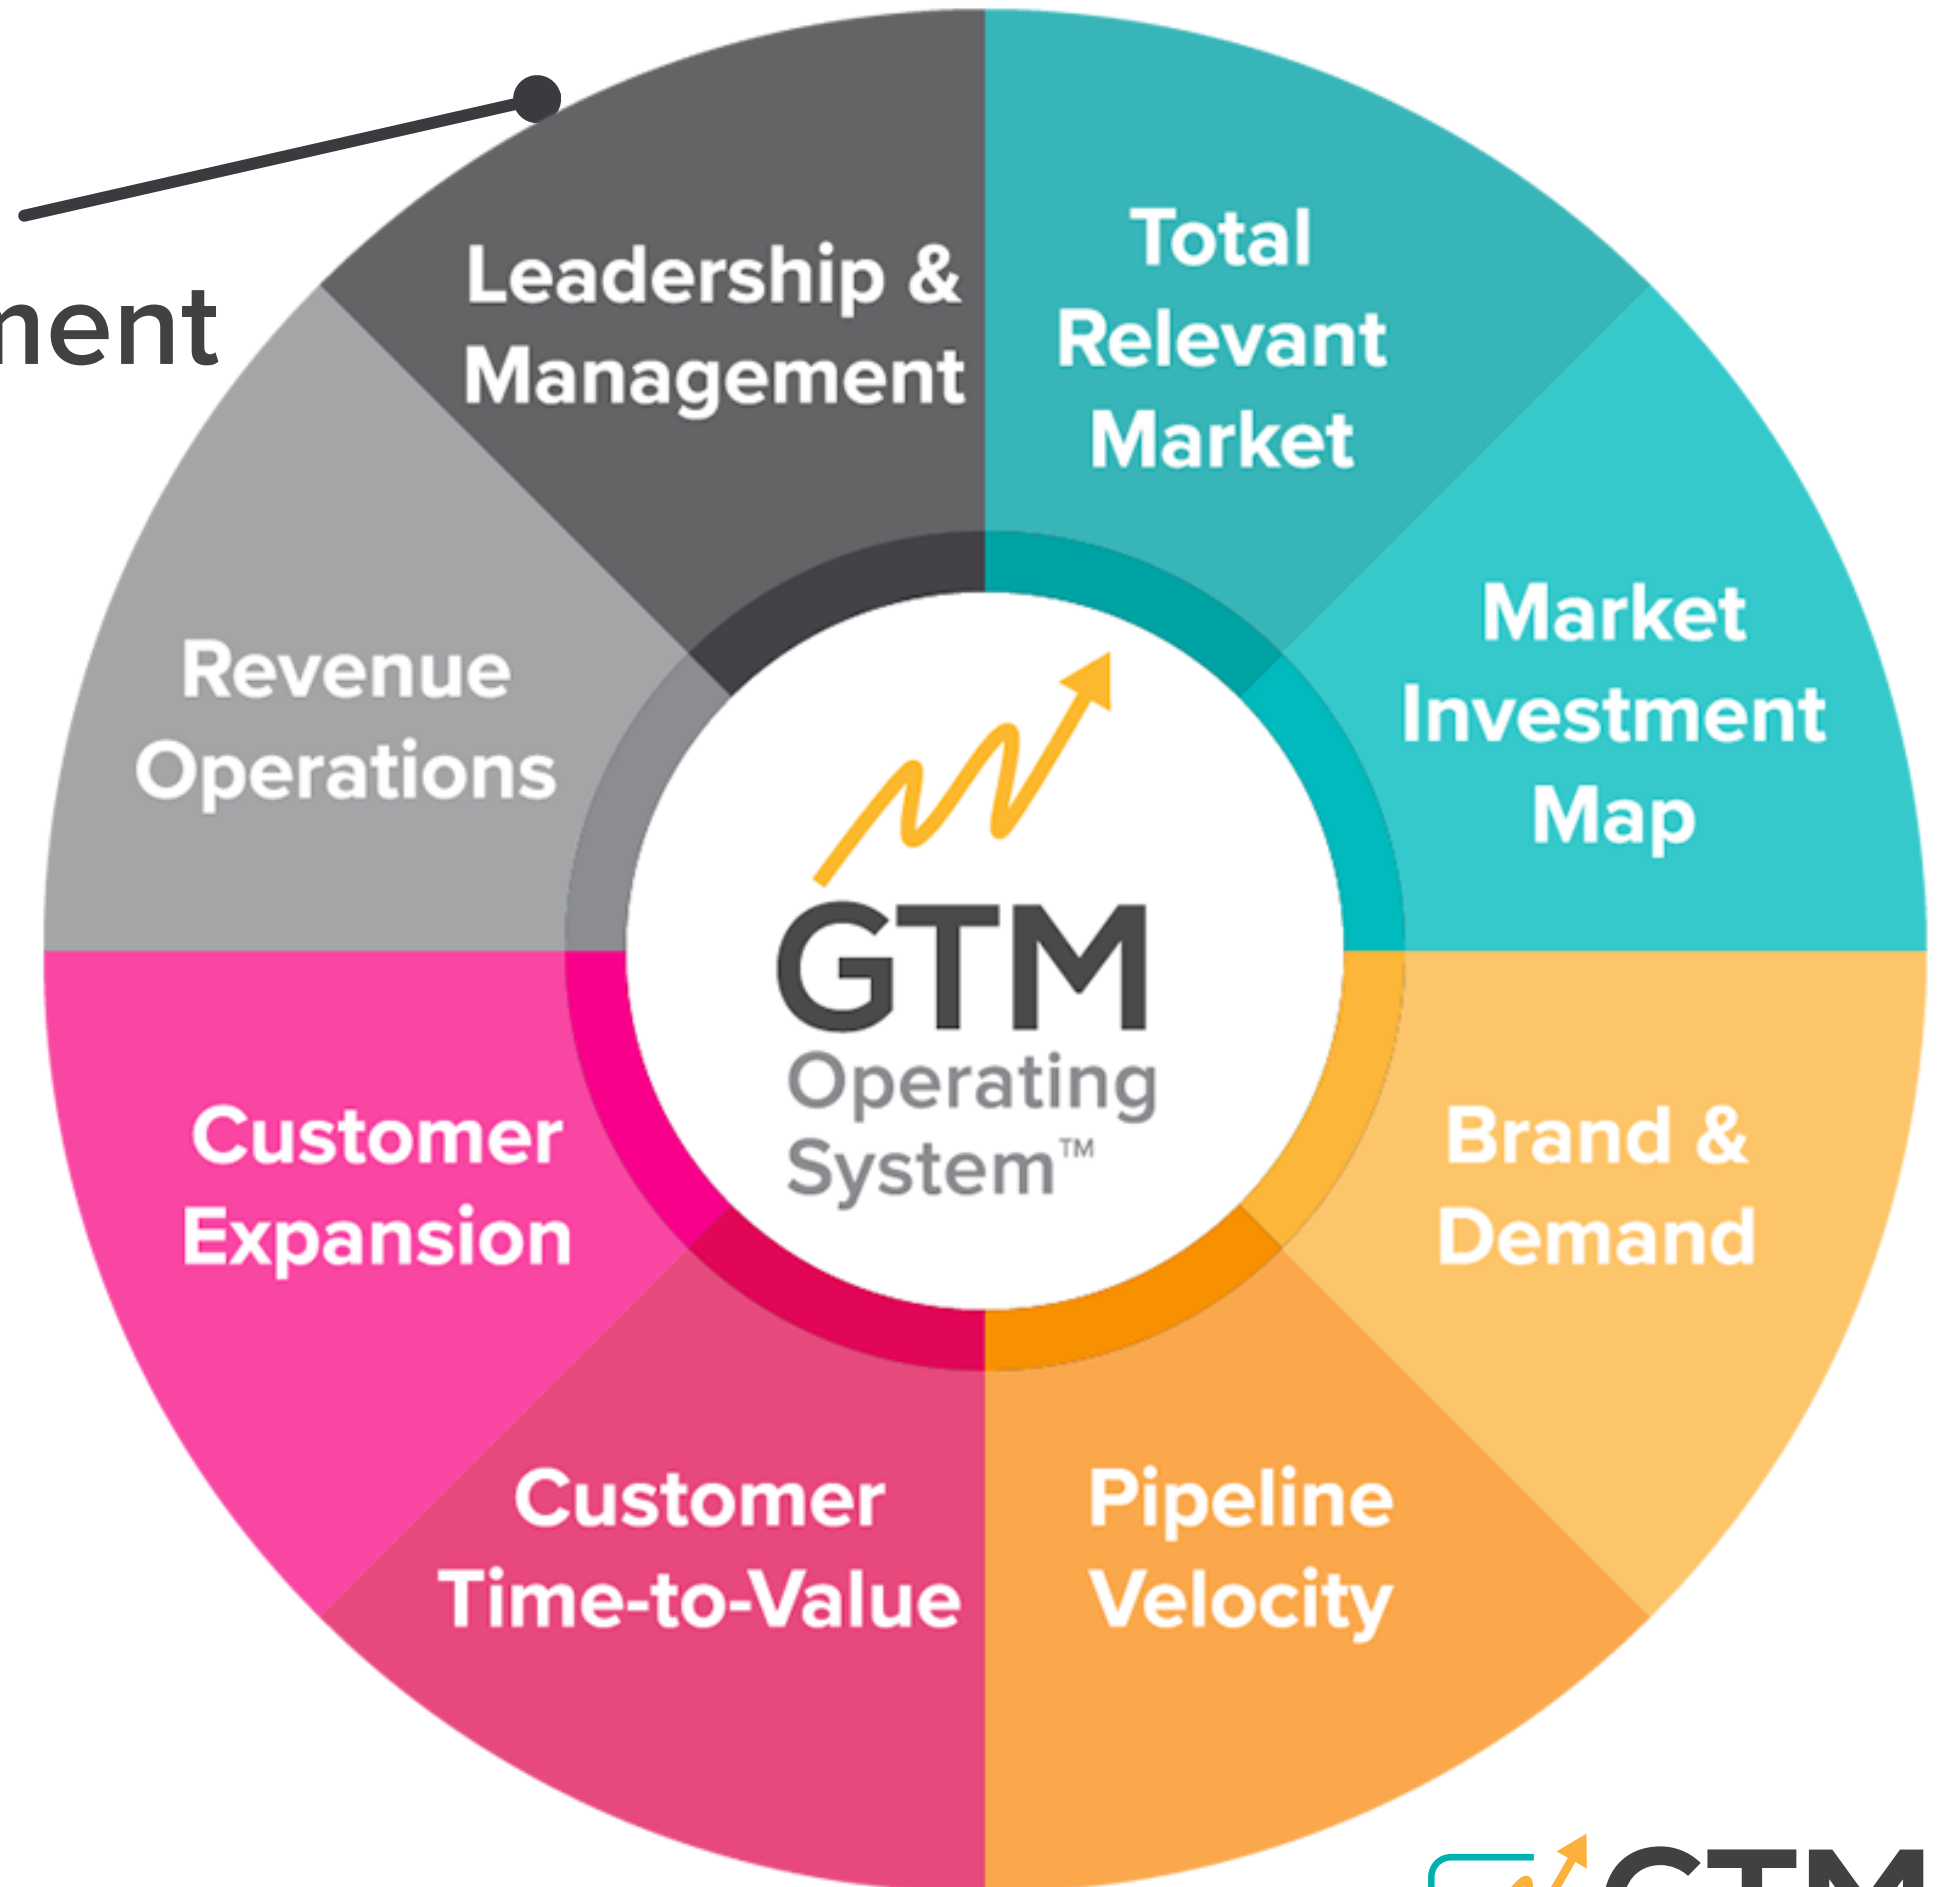 Leadership &
Management
Total
Relevant
Market
Market
Investment
Map
Brand &
Demand
Pipeline
Velocity
Customer
Time-to-Value
Customer
Expansion
Revenue
Operations
GTM
Operating
System™
GTM